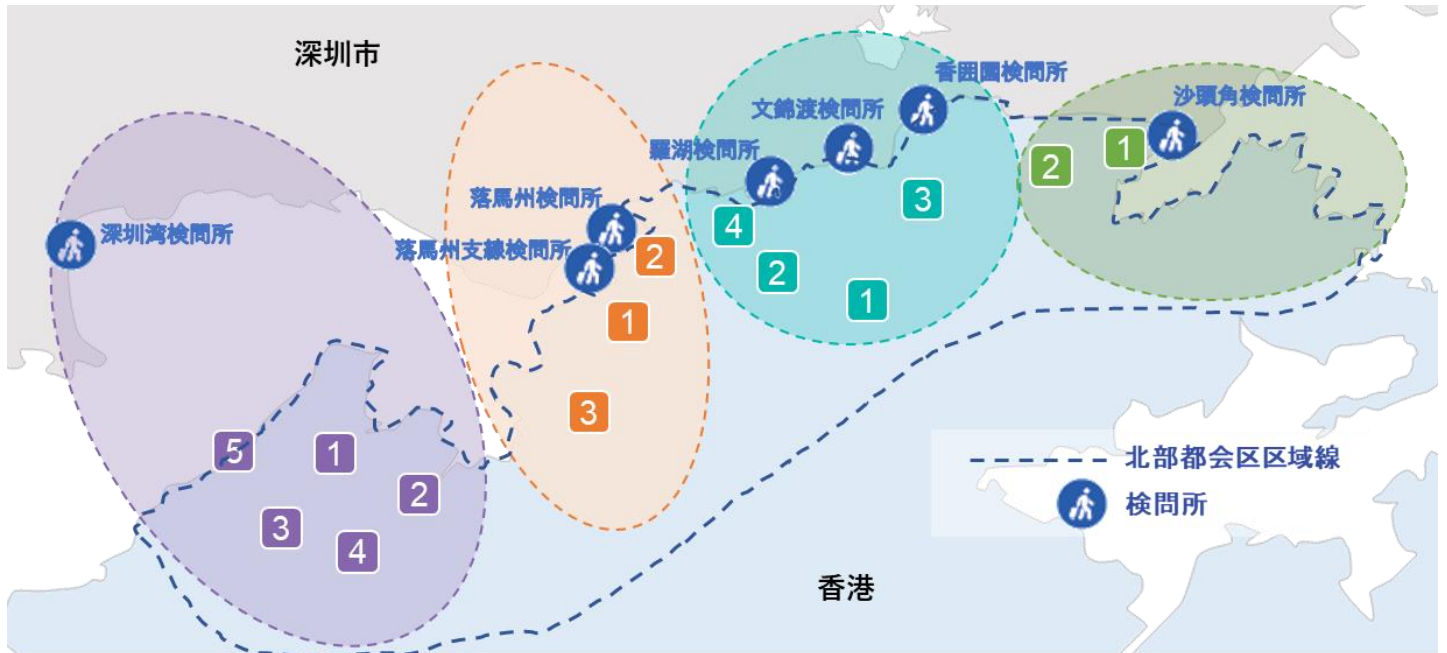 深圳市
香囲園検問所
沙頭角検問所
文錦渡検問所
羅湖検問所
落馬州検問所
深圳湾検問所
落馬州支線検問所
1
2
3
4
2
1
2
1
3
5
1
2
3
4
北部都会区区域線
検問所
香港